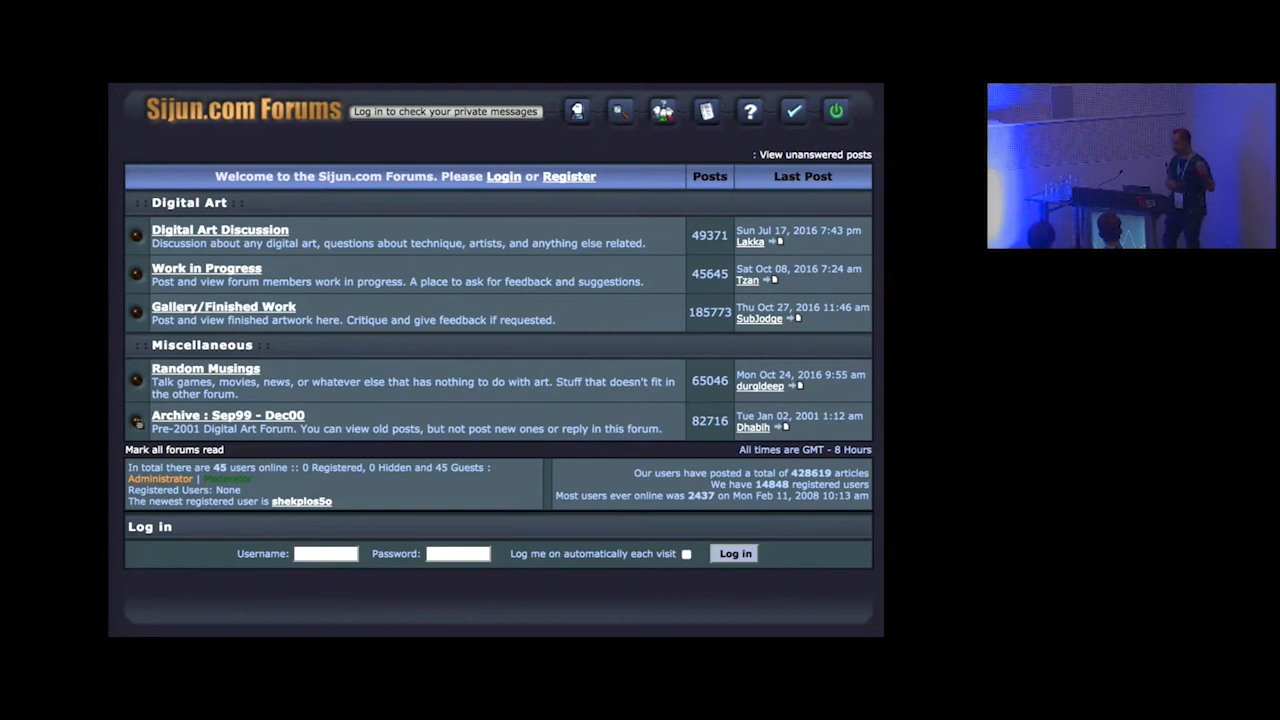 Sijun.com Forums
Log in to check your private messages
: View unanswered posts
Welcome to the Sijun.com Forums. Please Login or Register
Posts
Last Post
: : Digital Art : :
Digital Art Discussion
Discussion about any digital art, questions about technique, artists, and anything else related.
49371
Sun Jul 17, 2016 7:43 pm
Lakka
Work in Progress
Post and view forum members work in progress. A place to ask for feedback and suggestions.
45645
Sat Oct 08, 2016 7:24 am
Tzan
Gallery/Finished Work
Post and view finished artwork here. Critique and give feedback if requested.
185773
Thu Oct 27, 2016 11:46 am
SubJodge
: : Miscellaneous : :
Random Musings
Talk games, movies, news, or whatever else that has nothing to do with art. Stuff that doesn't fit in
the other forum.
65046
Mon Oct 24, 2016 9:55 am
durqldeep
Archive : Sep99 - Dec00
Pre-2001 Digital Art Forum. You can view old posts, but not post new ones or reply in this forum.
82716
Tue Jan 02, 2001 1:12 am
Dhabih
Mark all forums read
All times are GMT - 8 Hours
In total there are 45 users online :: 0 Registered, 0 Hidden and 45 Guests :
Administrator | Moderator
Registered Users: None
The newest registered user is shekplos5o
Our users have posted a total of 428619 articles
We have 14848 registered users
Most users ever online was 2437 on Mon Feb 11, 2008 10:13 am
Log in
Username:
Password:
Log me on automatically each visit
Log in